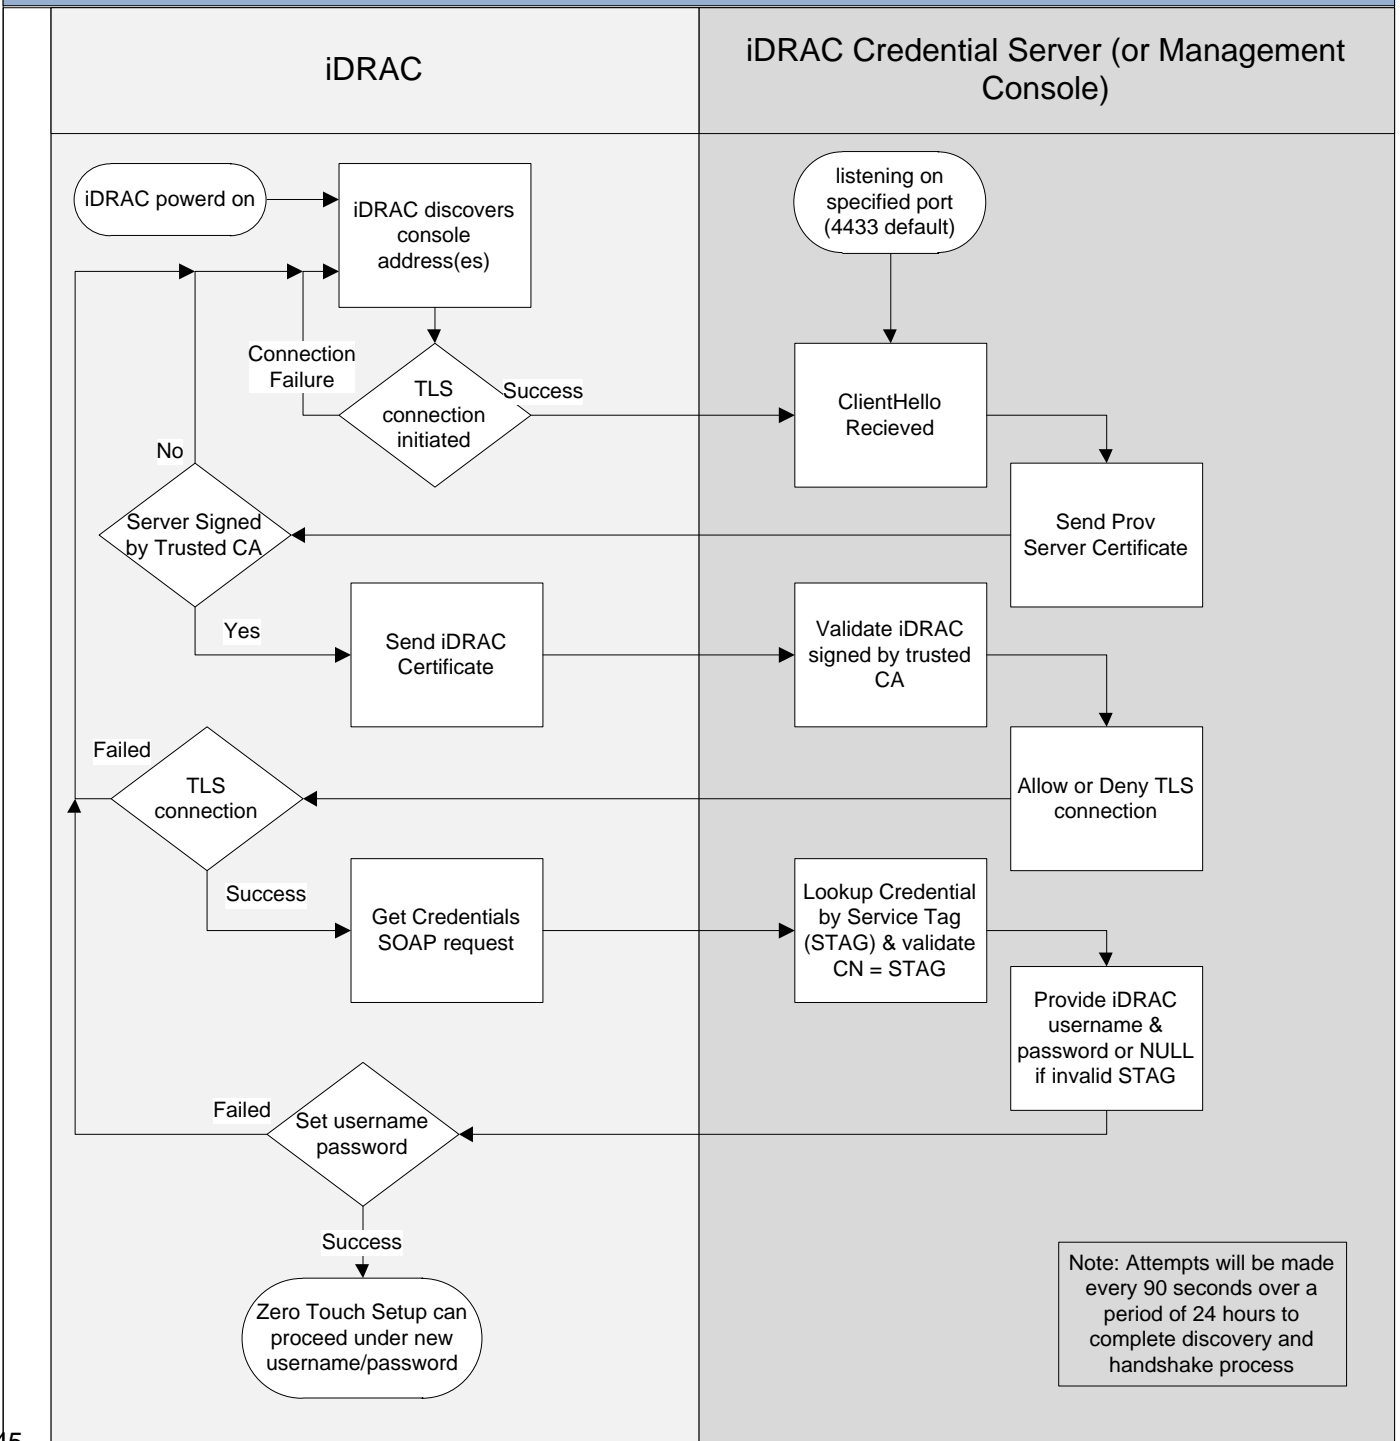 iDRAC
iDRAC Credential Server (or Management
Console)
iDRAC powerd on
iDRAC discovers
console
address(es)
listening on
specified port
(4433 default)
Connection
Failure
TLS
connection
initiated
Success
ClientHello
Recieved
No
Server Signed
by Trusted CA
Send Prov
Server Certificate
Yes
Send iDRAC
Certificate
Validate iDRAC
signed by trusted
CA
Failed
TLS
connection
Allow or Deny TLS
connection
Success
Get Credentials
SOAP request
Lookup Credential
by Service Tag
(STAG) & validate
CN = STAG
Provide iDRAC
username &
password or NULL
if invalid STAG
Failed
Set username
password
Success
Zero Touch Setup can
proceed under new
username/password
Note: Attempts will be made
every 90 seconds over a
period of 24 hours to
complete discovery and
handshake process